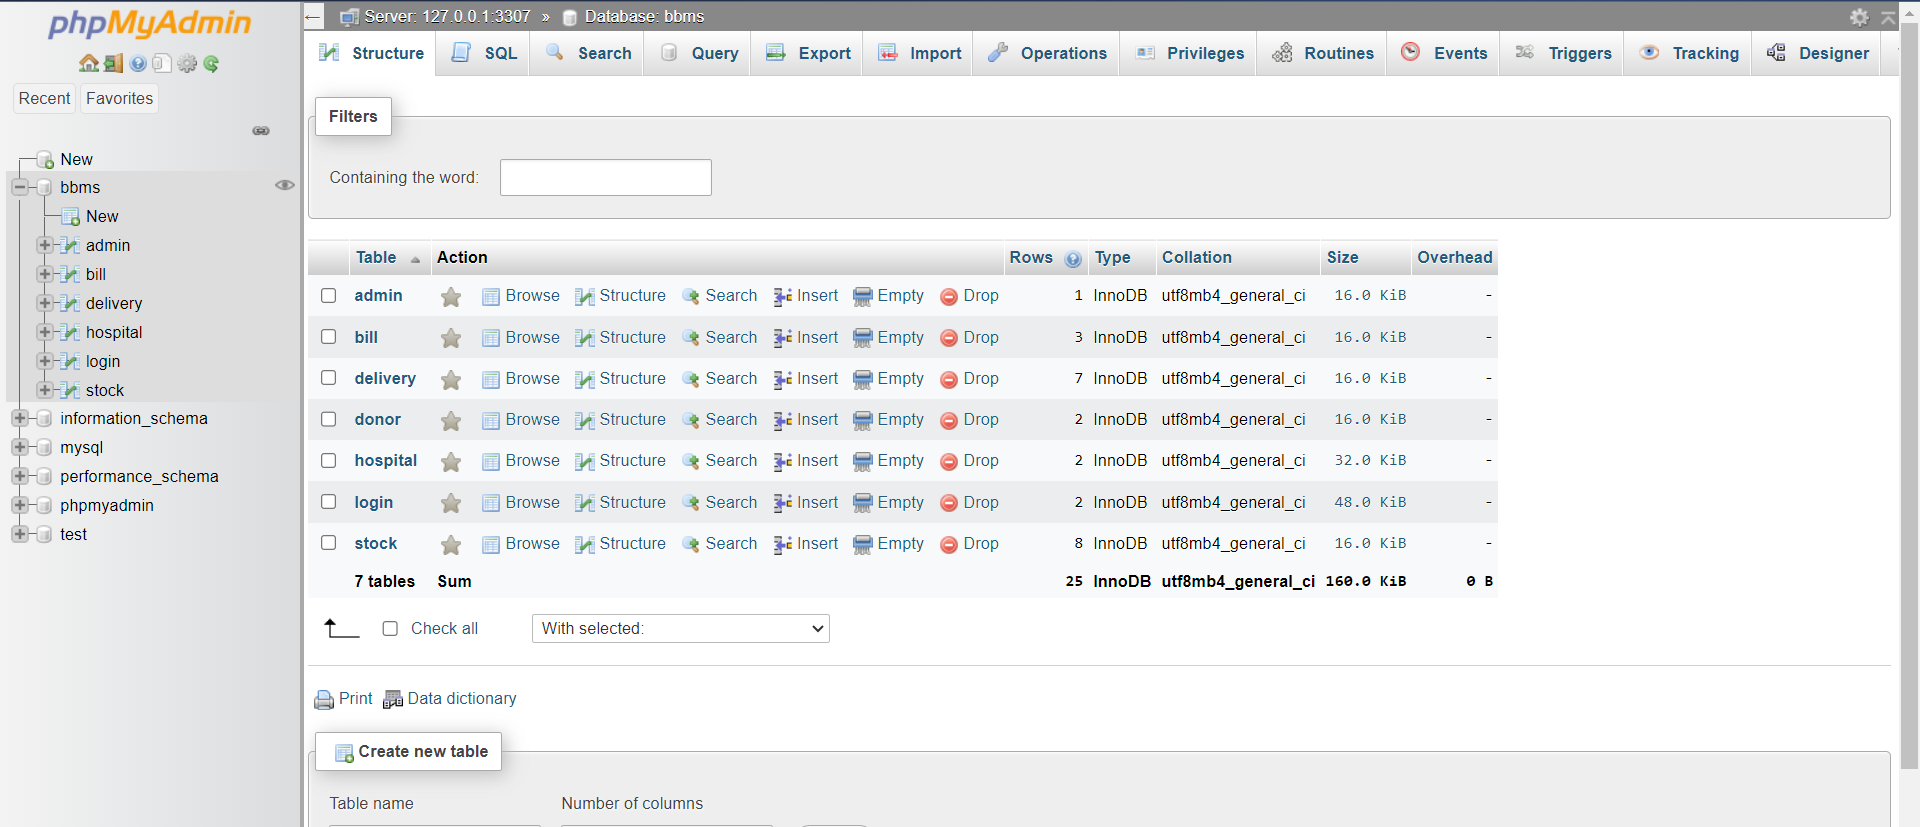 phpMyAdmin
Recent Favorites
New
bbms
New
admin
bill
delivery
hospital
login
stock
information_schema
mysql
performance_schema
phpmyadmin
test
Server: 127.0.0.1:3307 » Database: bbms
Structure SQL Search Query Export Import Operations Privileges Routines Events Triggers Tracking Designer
Filters
Containing the word:
Table Action Rows Type Collation Size Overhead
admin Browse Structure Search Insert Empty Drop 1 InnoDB utf8mb4_general_ci 16.0 KiB -
bill Browse Structure Search Insert Empty Drop 3 InnoDB utf8mb4_general_ci 16.0 KiB -
delivery Browse Structure Search Insert Empty Drop 7 InnoDB utf8mb4_general_ci 16.0 KiB -
donor Browse Structure Search Insert Empty Drop 2 InnoDB utf8mb4_general_ci 16.0 KiB -
hospital Browse Structure Search Insert Empty Drop 2 InnoDB utf8mb4_general_ci 32.0 KiB -
login Browse Structure Search Insert Empty Drop 2 InnoDB utf8mb4_general_ci 48.0 KiB -
stock Browse Structure Search Insert Empty Drop 8 InnoDB utf8mb4_general_ci 16.0 KiB -
7 tables Sum 25 InnoDB utf8mb4_general_ci 160.0 KiB 0 B
Check all With selected:
Print Data dictionary
Create new table
Table name Number of columns